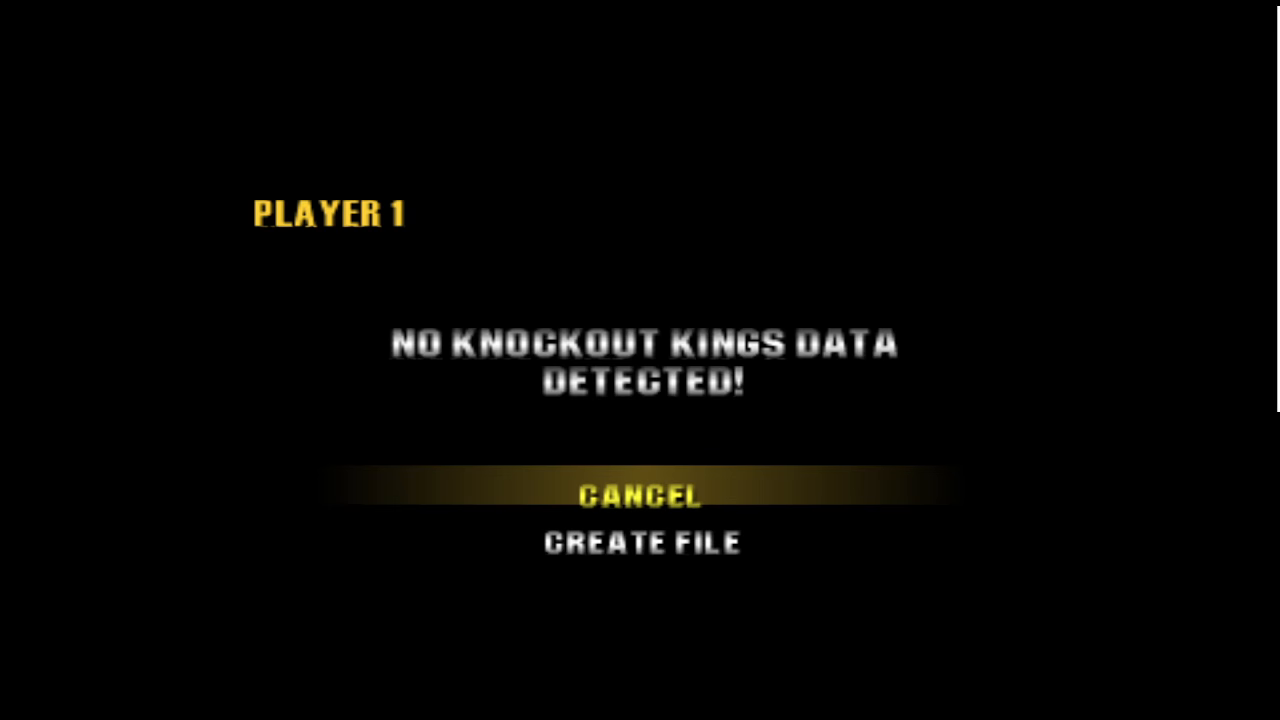 PLAYER 1
NO KNOCKOUT KINGS DATA
DETECTED!
CANCEL
CREATE FILE